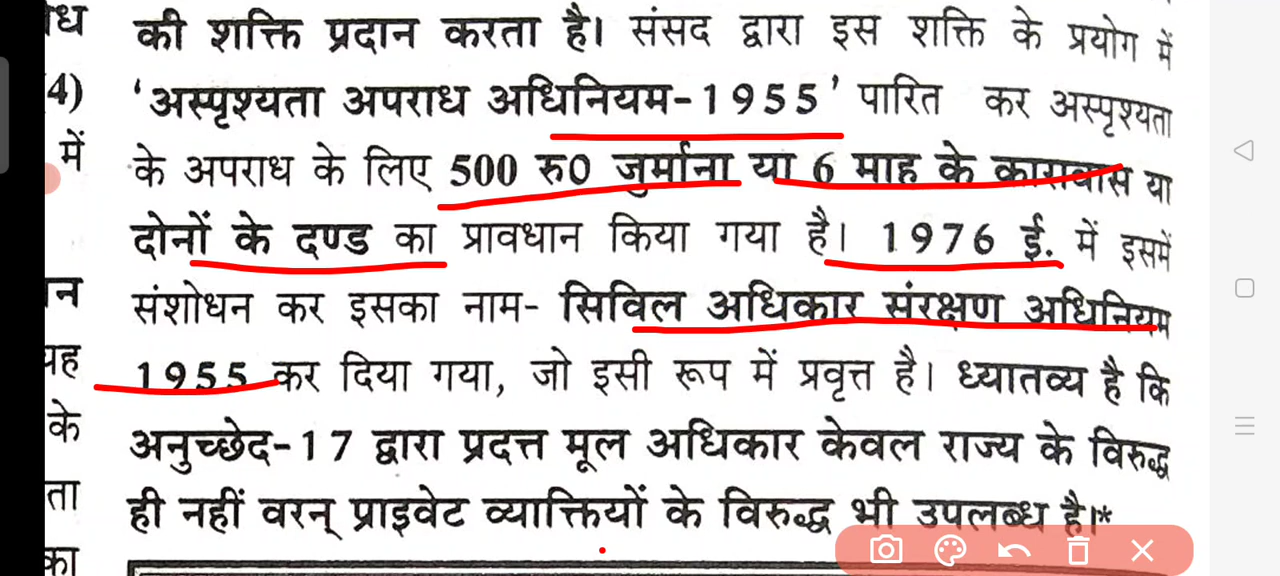 ध की शक्ति प्रदान करता है। संसद द्वारा इस शक्ति के प्रयोग में
4) 'अस्पृश्यता अपराध अधिनियम-1955' पारित कर अस्पृश्यता
में के अपराध के लिए 500 रु0 जुर्माना या 6 माह के कारावास या
दोनों के दण्ड का प्रावधान किया गया है। 1976 ई. में इसमें
न संशोधन कर इसका नाम- सिविल अधिकार संरक्षण अधिनियम
यह 1955 कर दिया गया, जो इसी रूप में प्रवृत्त है। ध्यातव्य है कि
के अनुच्छेद-17 द्वारा प्रदत्त मूल अधिकार केवल राज्य के विरुद्ध
ता ही नहीं वरन् प्राइवेट व्याक्तियों के विरुद्ध भी उपलब्ध है।*
का